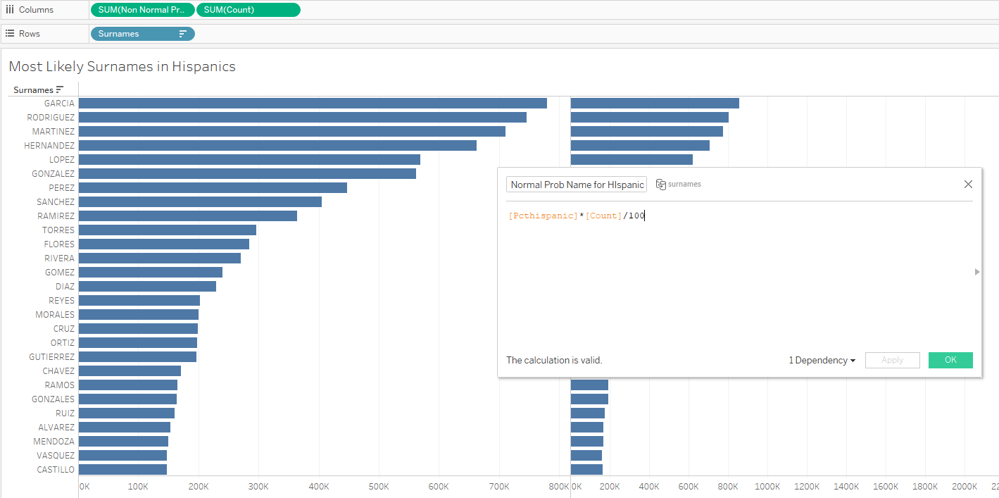 Columns
SUM(Non Normal Pr..
SUM(Count)
Rows
Surnames
Most Likely Surnames in Hispanics
Surnames
GARCIA
RODRIGUEZ
MARTINEZ
HERNANDEZ
LOPEZ
GONZALEZ
PEREZ
SANCHEZ
RAMIREZ
TORRES
FLORES
RIVERA
GOMEZ
DIAZ
REYES
MORALES
CRUZ
ORTIZ
GUTIERREZ
CHAVEZ
RAMOS
GONZALES
RUIZ
ALVAREZ
MENDOZA
VASQUEZ
CASTILLO
0K 100K 200K 300K 400K 500K 600K 700K 800K
0K 200K 400K 600K 800K 1000K 1200K 1400K 1600K 1800K 2000K 22
Normal Prob Name for HIspanic
surnames
[Pcthispanic]*[Count]/100
The calculation is valid.
1 Dependency
Apply
OK